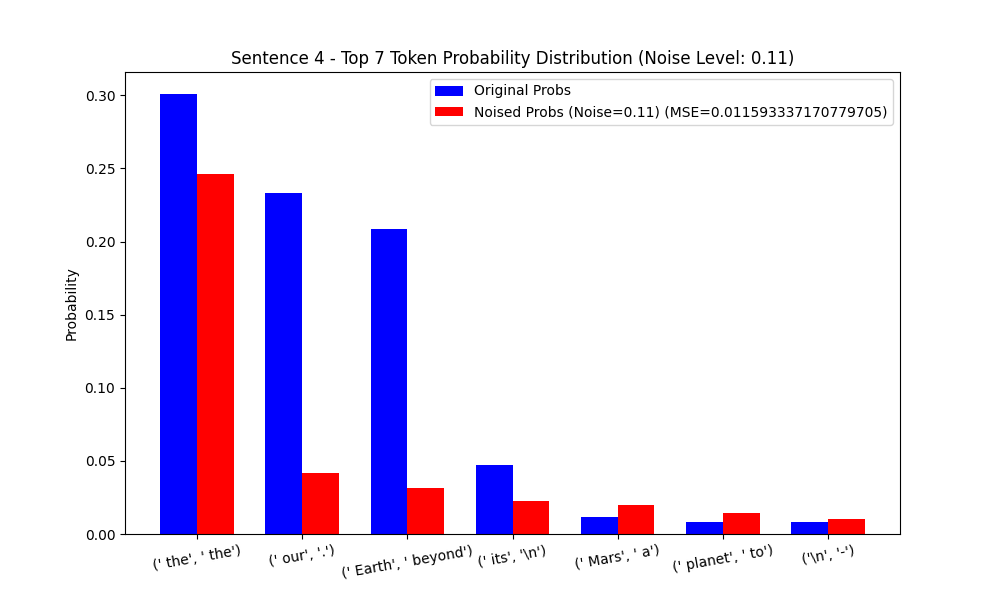 Sentence 4 - Top 7 Token Probability Distribution (Noise Level: 0.11)
Original Probs
Noised Probs (Noise=0.11) (MSE=0.011593337170779705)
Probability
0.30
0.25
0.20
0.15
0.10
0.05
0.00
(' the', ' the')
(' our', '.')
(' Earth', ' beyond')
(' its', '\n')
(' Mars', ' a')
(' planet', ' to')
('\n', '-')